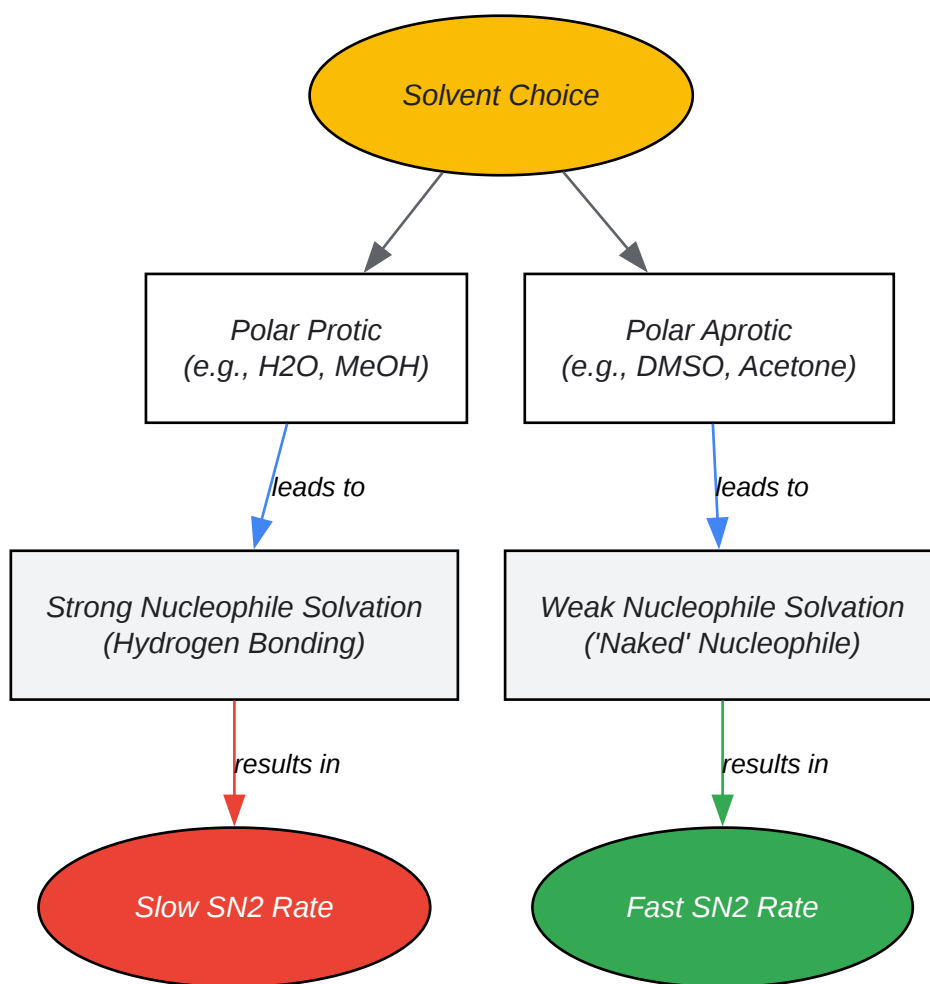 Solvent Choice
Polar Protic
(e.g., H2O, MeOH)
Polar Aprotic
(e.g., DMSO, Acetone)
leads to
leads to
Strong Nucleophile Solvation
(Hydrogen Bonding)
Weak Nucleophile Solvation
('Naked' Nucleophile)
results in
results in
Slow SN2 Rate
Fast SN2 Rate